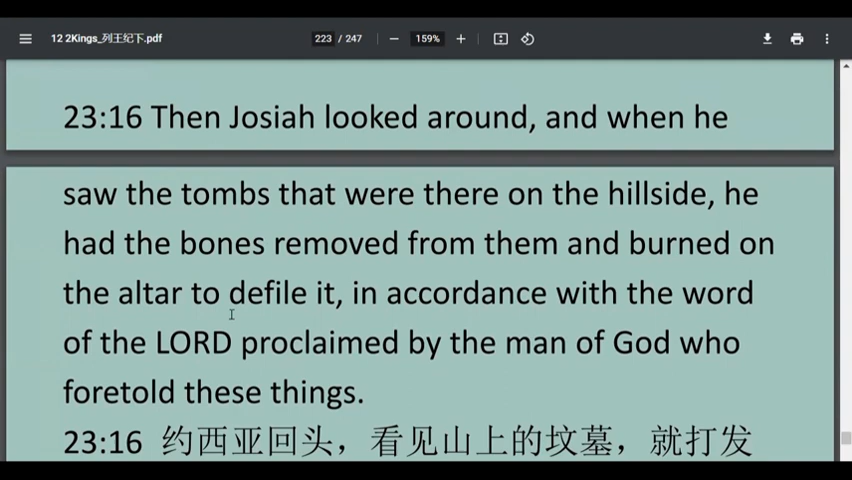 12 2Kings_列王纪下.pdf
223 / 247
159%
23:16 Then Josiah looked around, and when he
saw the tombs that were there on the hillside, he
had the bones removed from them and burned on
the altar to defile it, in accordance with the word
of the LORD proclaimed by the man of God who
foretold these things.
23:16 约西亚回头，看见山上的坟墓，就打发